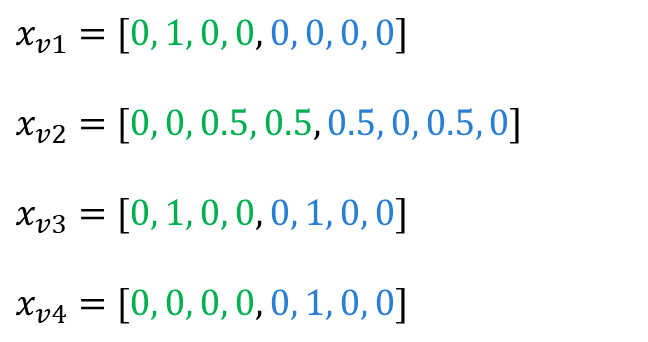 x_{v1} = [0, 1, 0, 0, 0, 0, 0, 0]
x_{v2} = [0, 0, 0.5, 0.5, 0.5, 0, 0.5, 0]
x_{v3} = [0, 1, 0, 0, 0, 1, 0, 0]
x_{v4} = [0, 0, 0, 0, 0, 1, 0, 0]